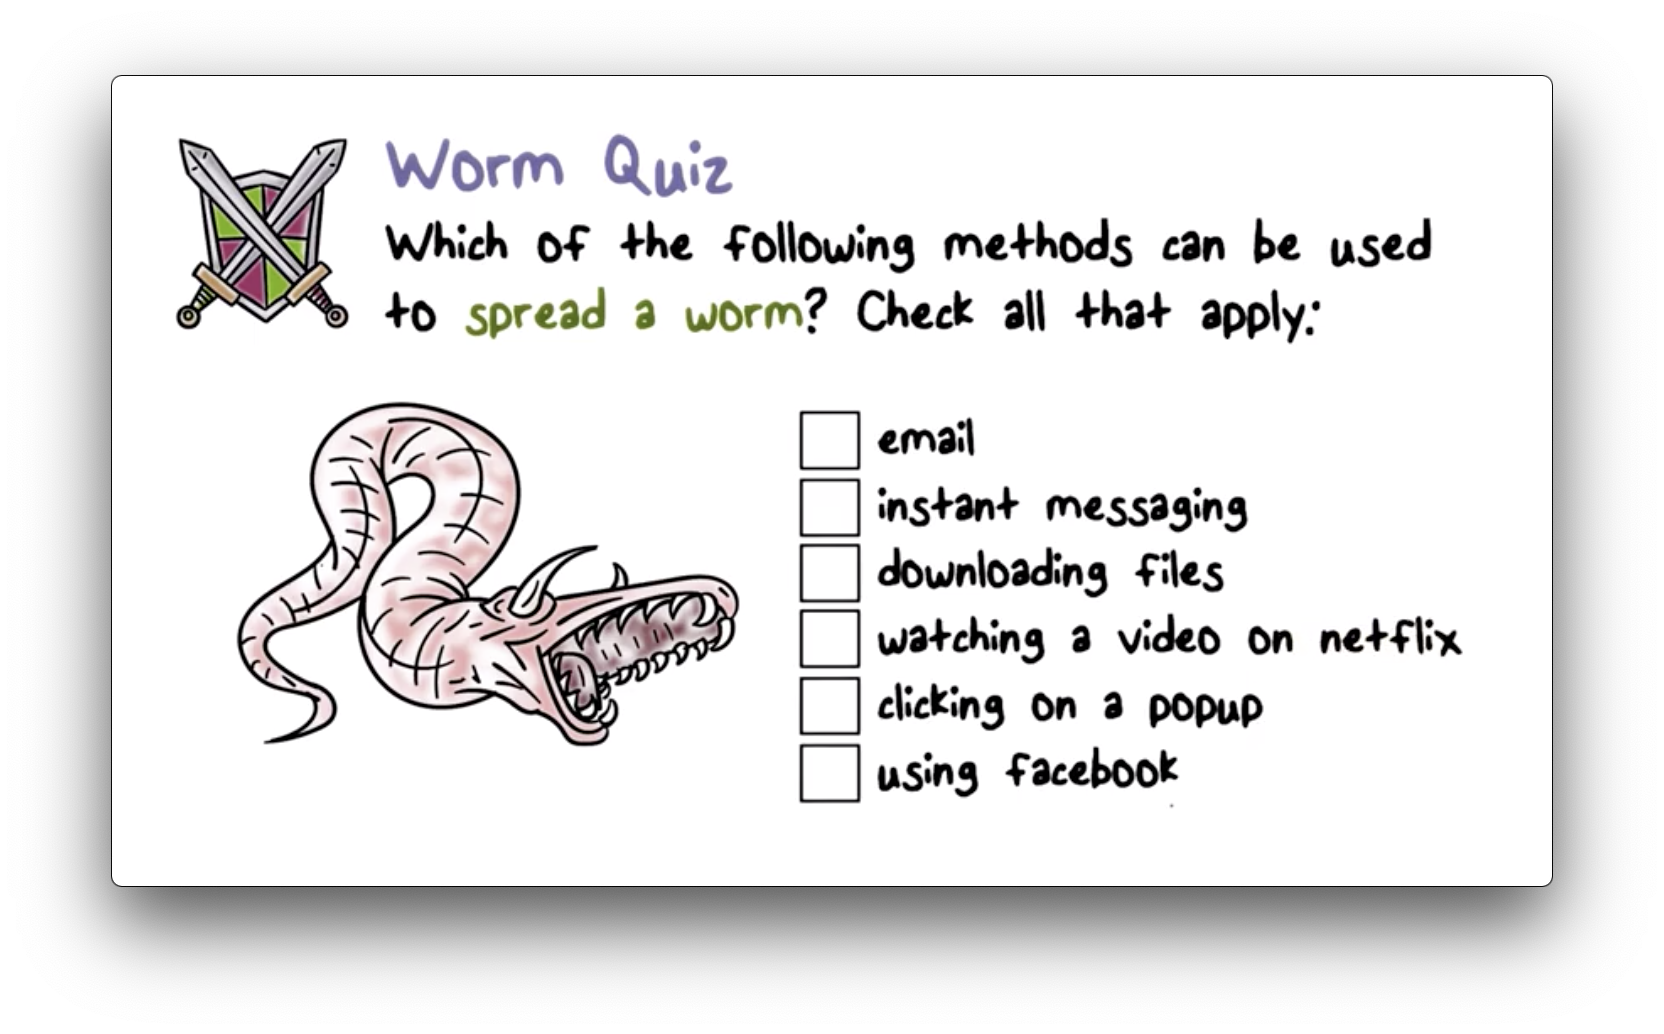 Worm Quiz
Which of the following methods can be used
to spread a worm? Check all that apply:
email
instant messaging
downloading files
watching a video on netflix
clicking on a popup
using facebook